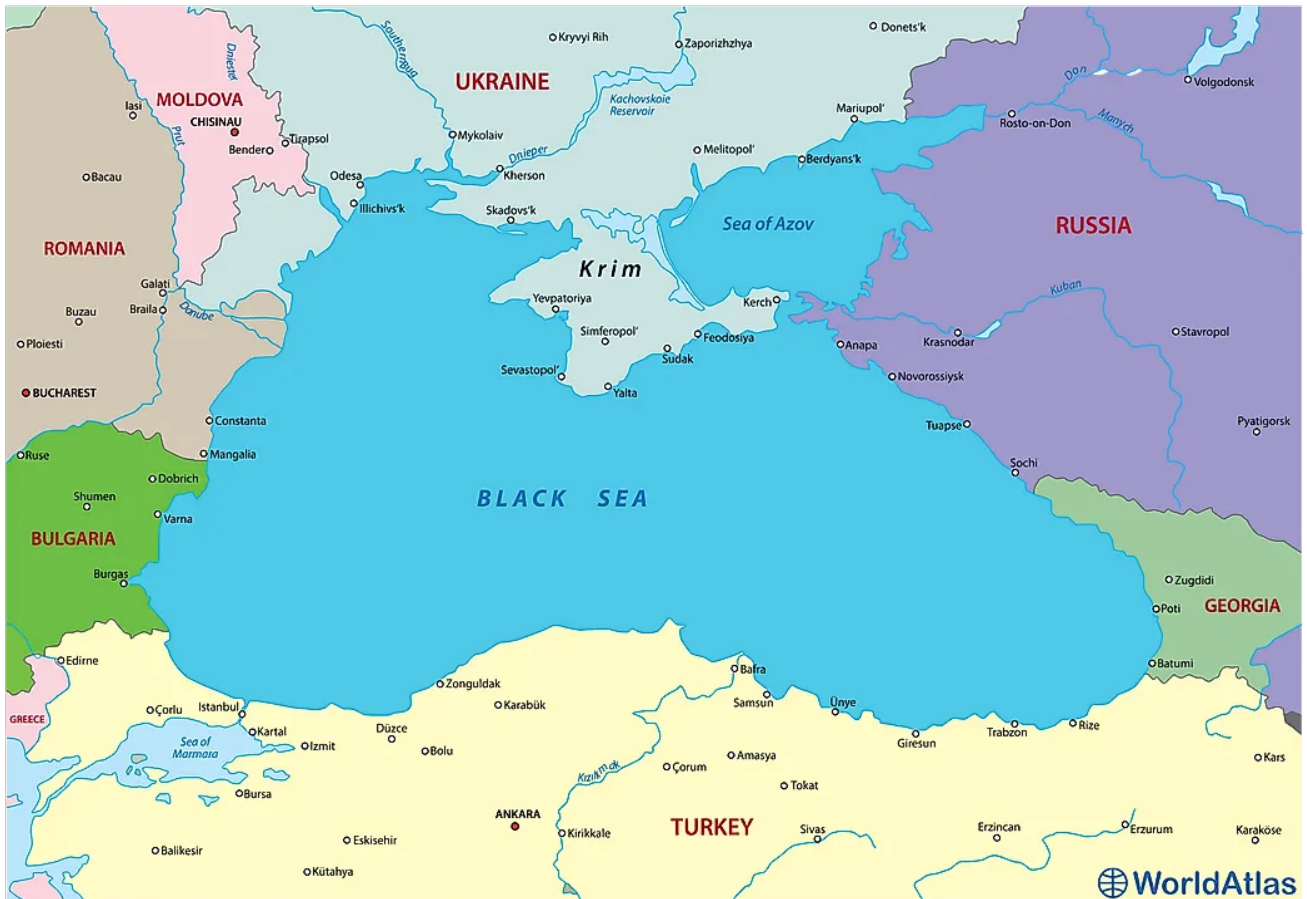 Kryvyi Rih
Zaporizhzhya
Donets'k
Southernbug
Dniestr
UKRAINE
Kachovskoie
Reservoir
Don
Volgodonsk
MOLDOVA
CHISINAU
Iasi
Prut
Bender
Tirapsol
Mykolaiv
Dnieper
Kherson
Melitopol'
Mariupol'
Berdyans'k
Rosto-on-Don
Manych
Bacau
Odesa
Illichivs'k
Skadovs'k
Sea of Azov
RUSSIA
ROMANIA
Krim
Galati
Braila
Danube
Buzau
Ploiesti
BUCHAREST
Yevpatoriya
Kerch
Simferopol'
Feodosiya
Sudak
Sevastopol'
Yalta
Kuban
Anapa
Krasnodar
Stavropol
Novorossiysk
Tuapse
Pyatigorsk
Sochi
Constanta
Mangalia
Ruse
Dobrich
Shumen
Varna
BULGARIA
Burgas
BLACK SEA
Zugdidi
Poti
GEORGIA
Batumi
Edirne
GREECE
Çorlu
Istanbul
Kartal
Sea of
Marmara
Izmit
Düzce
Bolu
Zonguldak
Karabük
Bafra
Samsun
Ünye
Giresun
Trabzon
Rize
Kars
Bursa
Çorum
Amasya
Tokat
ANKARA
Kirikkale
TURKEY
Sivas
Erzincan
Erzurum
Karaköse
Eskisehir
Balikesir
Kütahya
WorldAtlas